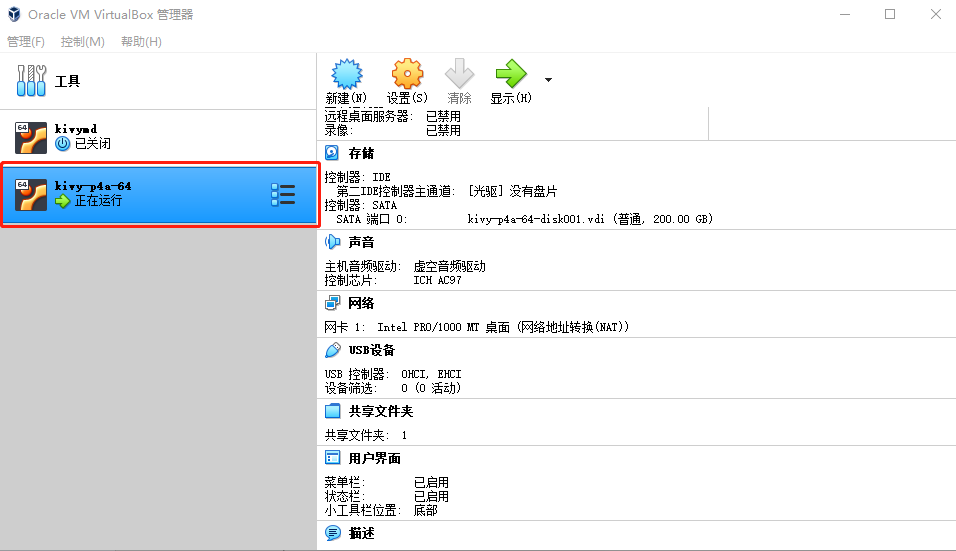 Oracle VM VirtualBox 管理器
管理(F) 控制(M) 帮助(H)
工具
新建(N) 设置(S) 清除 显示(H)
64
kivymd
已关闭
64
kivy-p4a-64
正在运行
远程桌面服务器: 已禁用
录像: 已禁用
存储
控制器: IDE
第二IDE控制器主通道: [光驱] 没有盘片
控制器: SATA
SATA 端口 0: kivy-p4a-64-disk001.vdi (普通, 200.00 GB)
声音
主机音频驱动: 虚空音频驱动
控制芯片: ICH AC97
网络
网卡 1: Intel PRO/1000 MT 桌面 (网络地址转换(NAT))
USB设备
USB 控制器: OHCI, EHCI
设备筛选: 0 (0 活动)
共享文件夹
共享文件夹: 1
用户界面
菜单栏: 已启用
状态栏: 已启用
小工具栏位置: 底部
描述